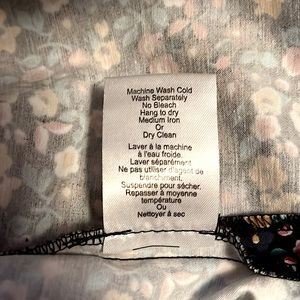 Machine Wash Cold
Wash Separately
No Bleach
Hang to dry
Medium Iron
Or
Dry Clean
Laver à la machine
à l'eau froide.
Laver séparément
Ne pas utiliser d'agent de
blanchiment.
Suspendre pour sécher.
Repasser à moyenne
température
Ou
Nettoyer à sec